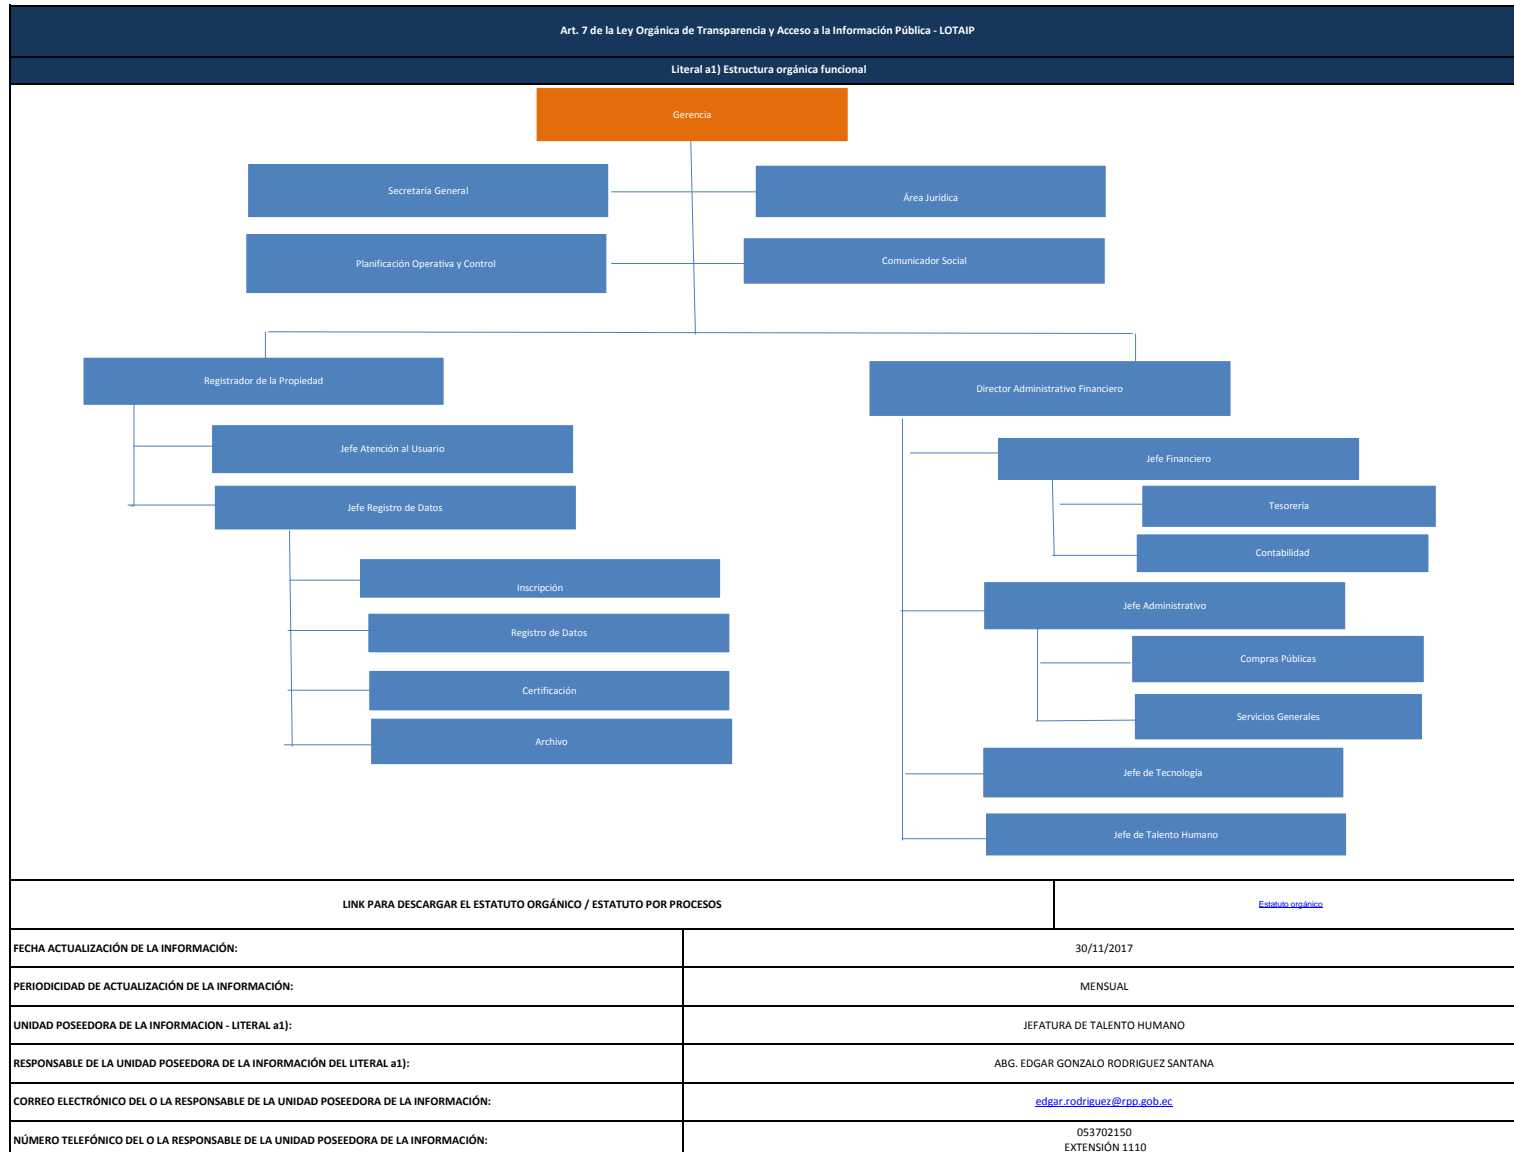 Art. 7 de la Ley Orgánica de Transparencia y Acceso a la Información Pública - LOTAIP
Literal a1) Estructura orgánica funcional
Gerencia
Secretaría General
Área Jurídica
Planificación Operativa y Control
Comunicador Social
Registrador de la Propiedad
Director Administrativo Financiero
Jefe Atención al Usuario
Jefe Registro de Datos
Inscripción
Registro de Datos
Certificación
Archivo
Jefe Financiero
Tesorería
Contabilidad
Jefe Administrativo
Compras Públicas
Servicios Generales
Jefe de Tecnología
Jefe de Talento Humano
LINK PARA DESCARGAR EL ESTATUTO ORGÁNICO / ESTATUTO POR PROCESOS
Estatuto orgánico
FECHA ACTUALIZACIÓN DE LA INFORMACIÓN:
30/11/2017
PERIODICIDAD DE ACTUALIZACIÓN DE LA INFORMACIÓN:
MENSUAL
UNIDAD POSEEDORA DE LA INFORMACION - LITERAL a1):
JEFATURA DE TALENTO HUMANO
RESPONSABLE DE LA UNIDAD POSEEDORA DE LA INFORMACIÓN DEL LITERAL a1):
ABG. EDGAR GONZALO RODRIGUEZ SANTANA
CORREO ELECTRÓNICO DEL O LA RESPONSABLE DE LA UNIDAD POSEEDORA DE LA INFORMACIÓN:
edgar.rodriguez@rpp.gob.ec
NÚMERO TELEFÓNICO DEL O LA RESPONSABLE DE LA UNIDAD POSEEDORA DE LA INFORMACIÓN:
053702150
EXTENSIÓN 1110